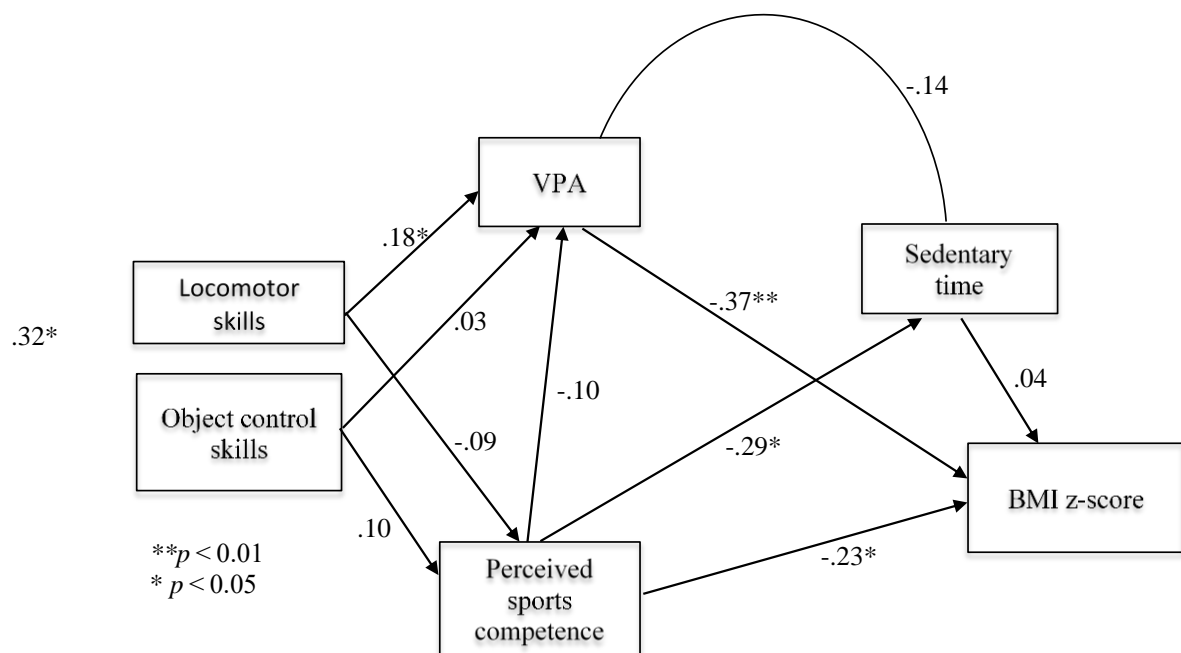 -.14
VPA
.18*
Sedentary
time
Locomotor
skills
-.37**
.03
.32*
.04
Object control
skills
-.10
-.09
-.29*
BMI z-score
.10
**p < 0.01
* p < 0.05
-.23*
Perceived
sports
competence